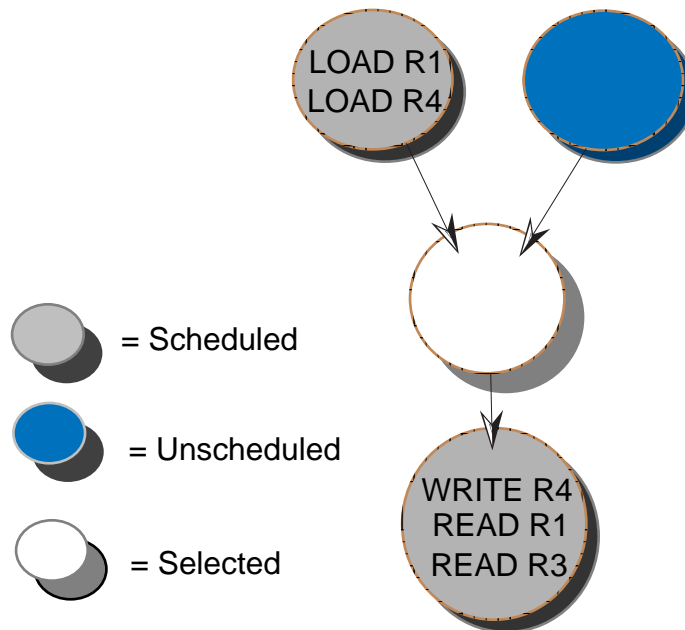 LOAD R1
LOAD R4
= Scheduled
= Unscheduled
WRITE R4
READ R1
READ R3
= Selected